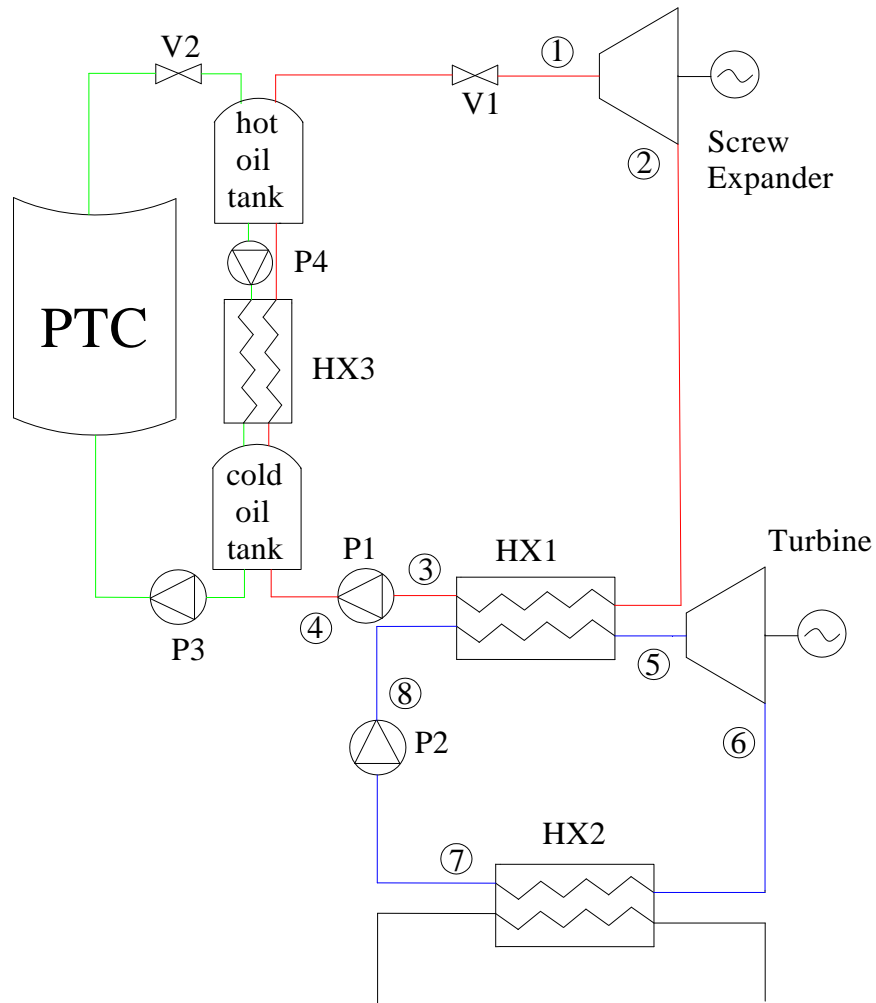 V2
①
V1
hot
oil
tank
②
Screw
Expander
P4
PTC
HX3
cold
oil
tank
P1
③
HX1
Turbine
④
P3
⑤
⑧
P2
⑥
HX2
⑦